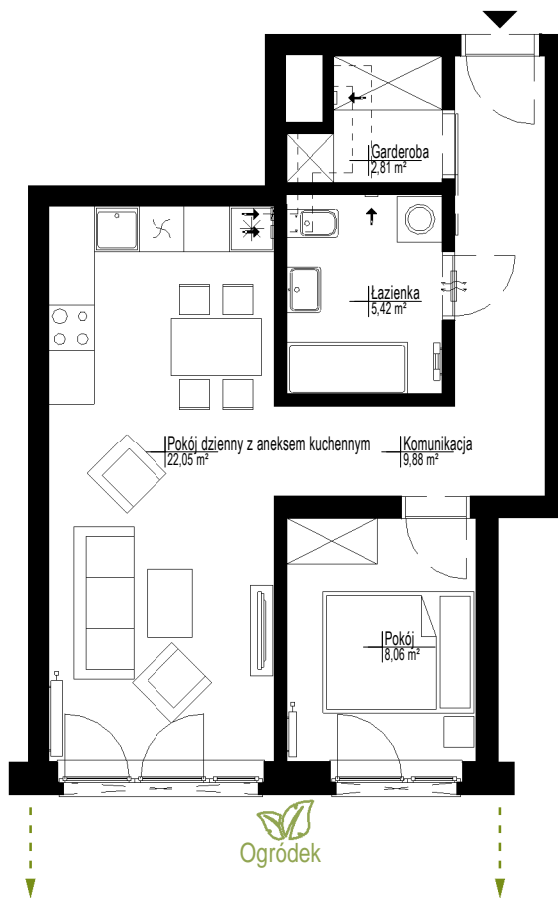 Garderoba
2,81 m²
Łazienka
5,42 m²
Pokój dzienny z aneksem kuchennym
22,05 m²
Komunikacja
9,88 m²
Pokój
8,06 m²
Ogródek